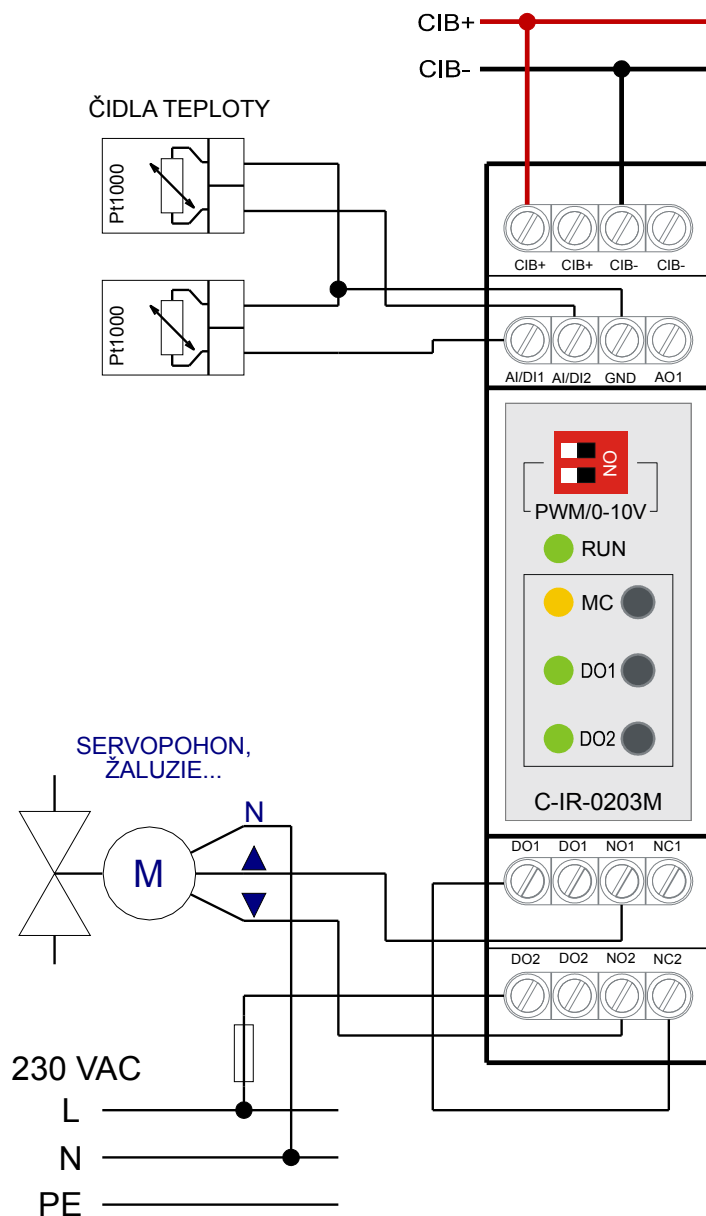 CIB+
CIB-
ČIDLA TEPLOTY
Pt1000
CIB+ CIB+ CIB- CIB-
Pt1000
AI/DI1 AI/DI2 GND AO1
NO
PWM/0-10V
RUN
MC
DO1
DO2
C-IR-0203M
SERVOPOHON,
ŽALUZIE...
N
M
DO1 DO1 NO1 NC1
DO2 DO2 NO2 NC2
230 VAC
L
N
PE